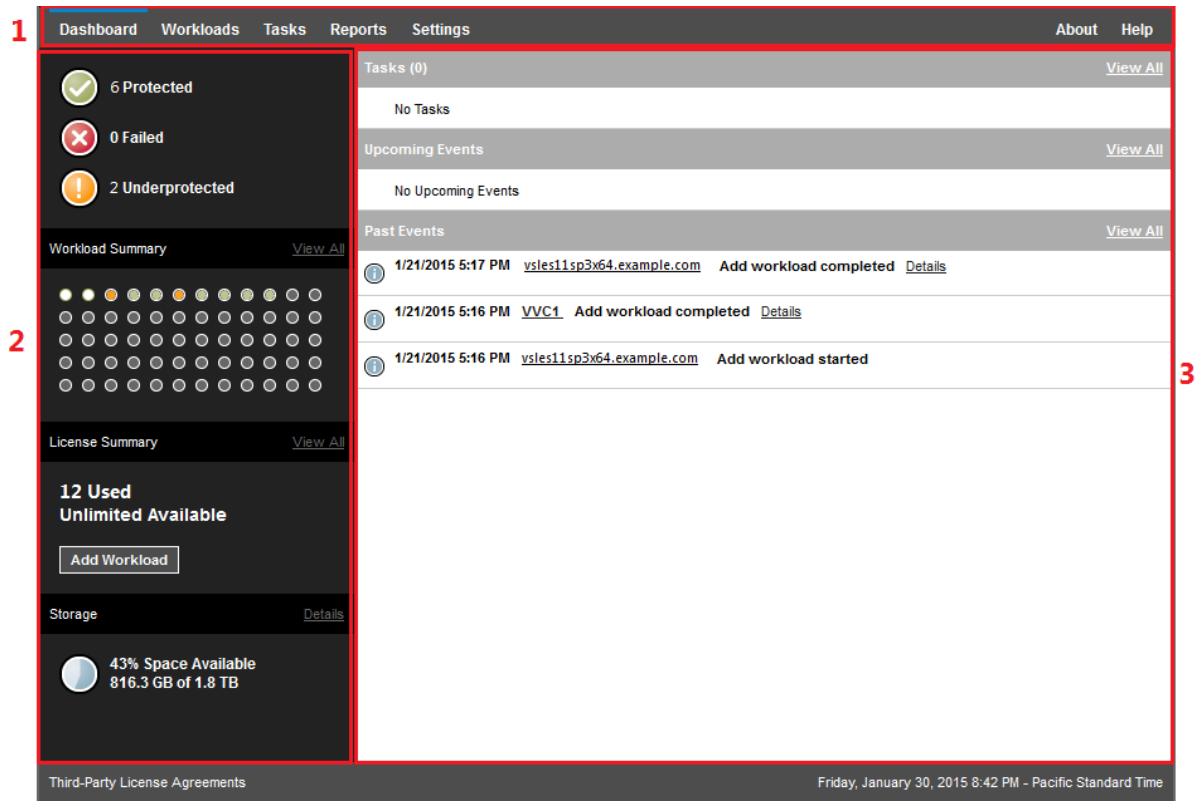 1
Dashboard Workloads Tasks Reports Settings About Help
6 Protected
0 Failed
2 Underprotected
Workload Summary View All
2
License Summary View All
12 Used
Unlimited Available
Add Workload
Storage Details
43% Space Available
816.3 GB of 1.8 TB
Tasks (0) View All
No Tasks
Upcoming Events View All
No Upcoming Events
Past Events View All
1/21/2015 5:17 PM vsles11sp3x64.example.com Add workload completed Details
1/21/2015 5:16 PM VVC1 Add workload completed Details
1/21/2015 5:16 PM vsles11sp3x64.example.com Add workload started
3
Third-Party License Agreements Friday, January 30, 2015 8:42 PM - Pacific Standard Time